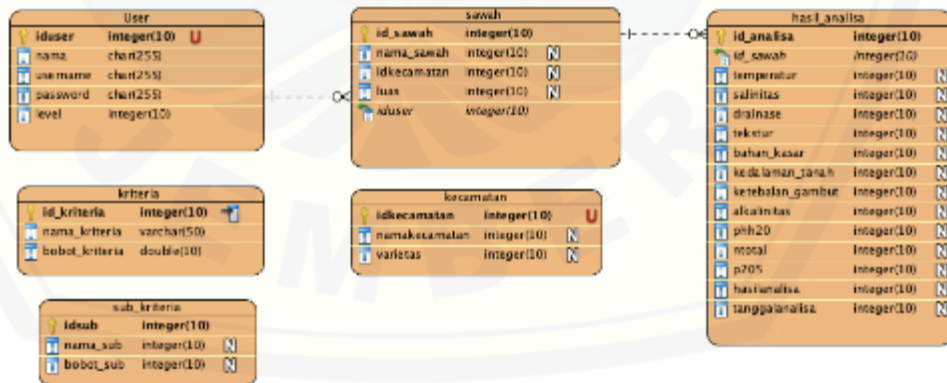 User
iduser integer(10) U
nama char(255)
username char(255)
password char(255)
level integer(10)
sawah
id_sawah integer(10)
nama_sawah integer(10) N
idkecamatan integer(10) N
luas integer(10) N
iduser integer(10)
hasil_analisa
id_analisa integer(10)
id_sawah integer(10)
temperatur integer(10) N
salinitas integer(10) N
drainase integer(10) N
tekstur integer(10) N
bahan_kasar integer(10) N
kedalaman_tanah integer(10) N
ketebalan_gambut integer(10) N
alkalinitas integer(10) N
phh20 integer(10) N
ntotal integer(10) N
p205 integer(10) N
hasilanalisa integer(10) N
tanggalanalisa integer(10) N
kriteria
id_kriteria integer(10)
nama_kriteria varchar(50)
bobot_kriteria double(10)
kecamatan
idkecamatan integer(10) U
namakecamatan integer(10) N
varietas integer(10) N
sub_kriteria
idsub integer(10)
nama_sub integer(10) N
bobot_sub integer(10) N